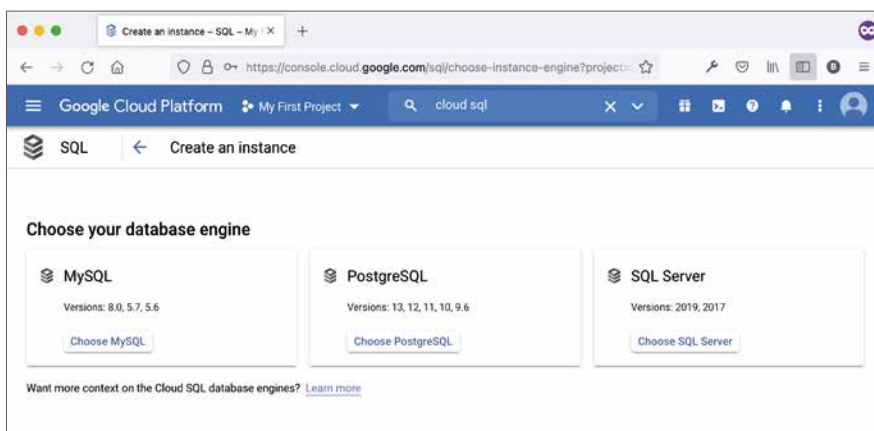 Create an instance – SQL – My
https://console.cloud.google.com/sql/choose-instance-engine?project=
Google Cloud Platform My First Project cloud sql
SQL Create an instance
Choose your database engine
MySQL PostgreSQL SQL Server
Versions: 8.0, 5.7, 5.6 Versions: 13, 12, 11, 10, 9.6 Versions: 2019, 2017
Choose MySQL Choose PostgreSQL Choose SQL Server
Want more context on the Cloud SQL database engines? Learn more